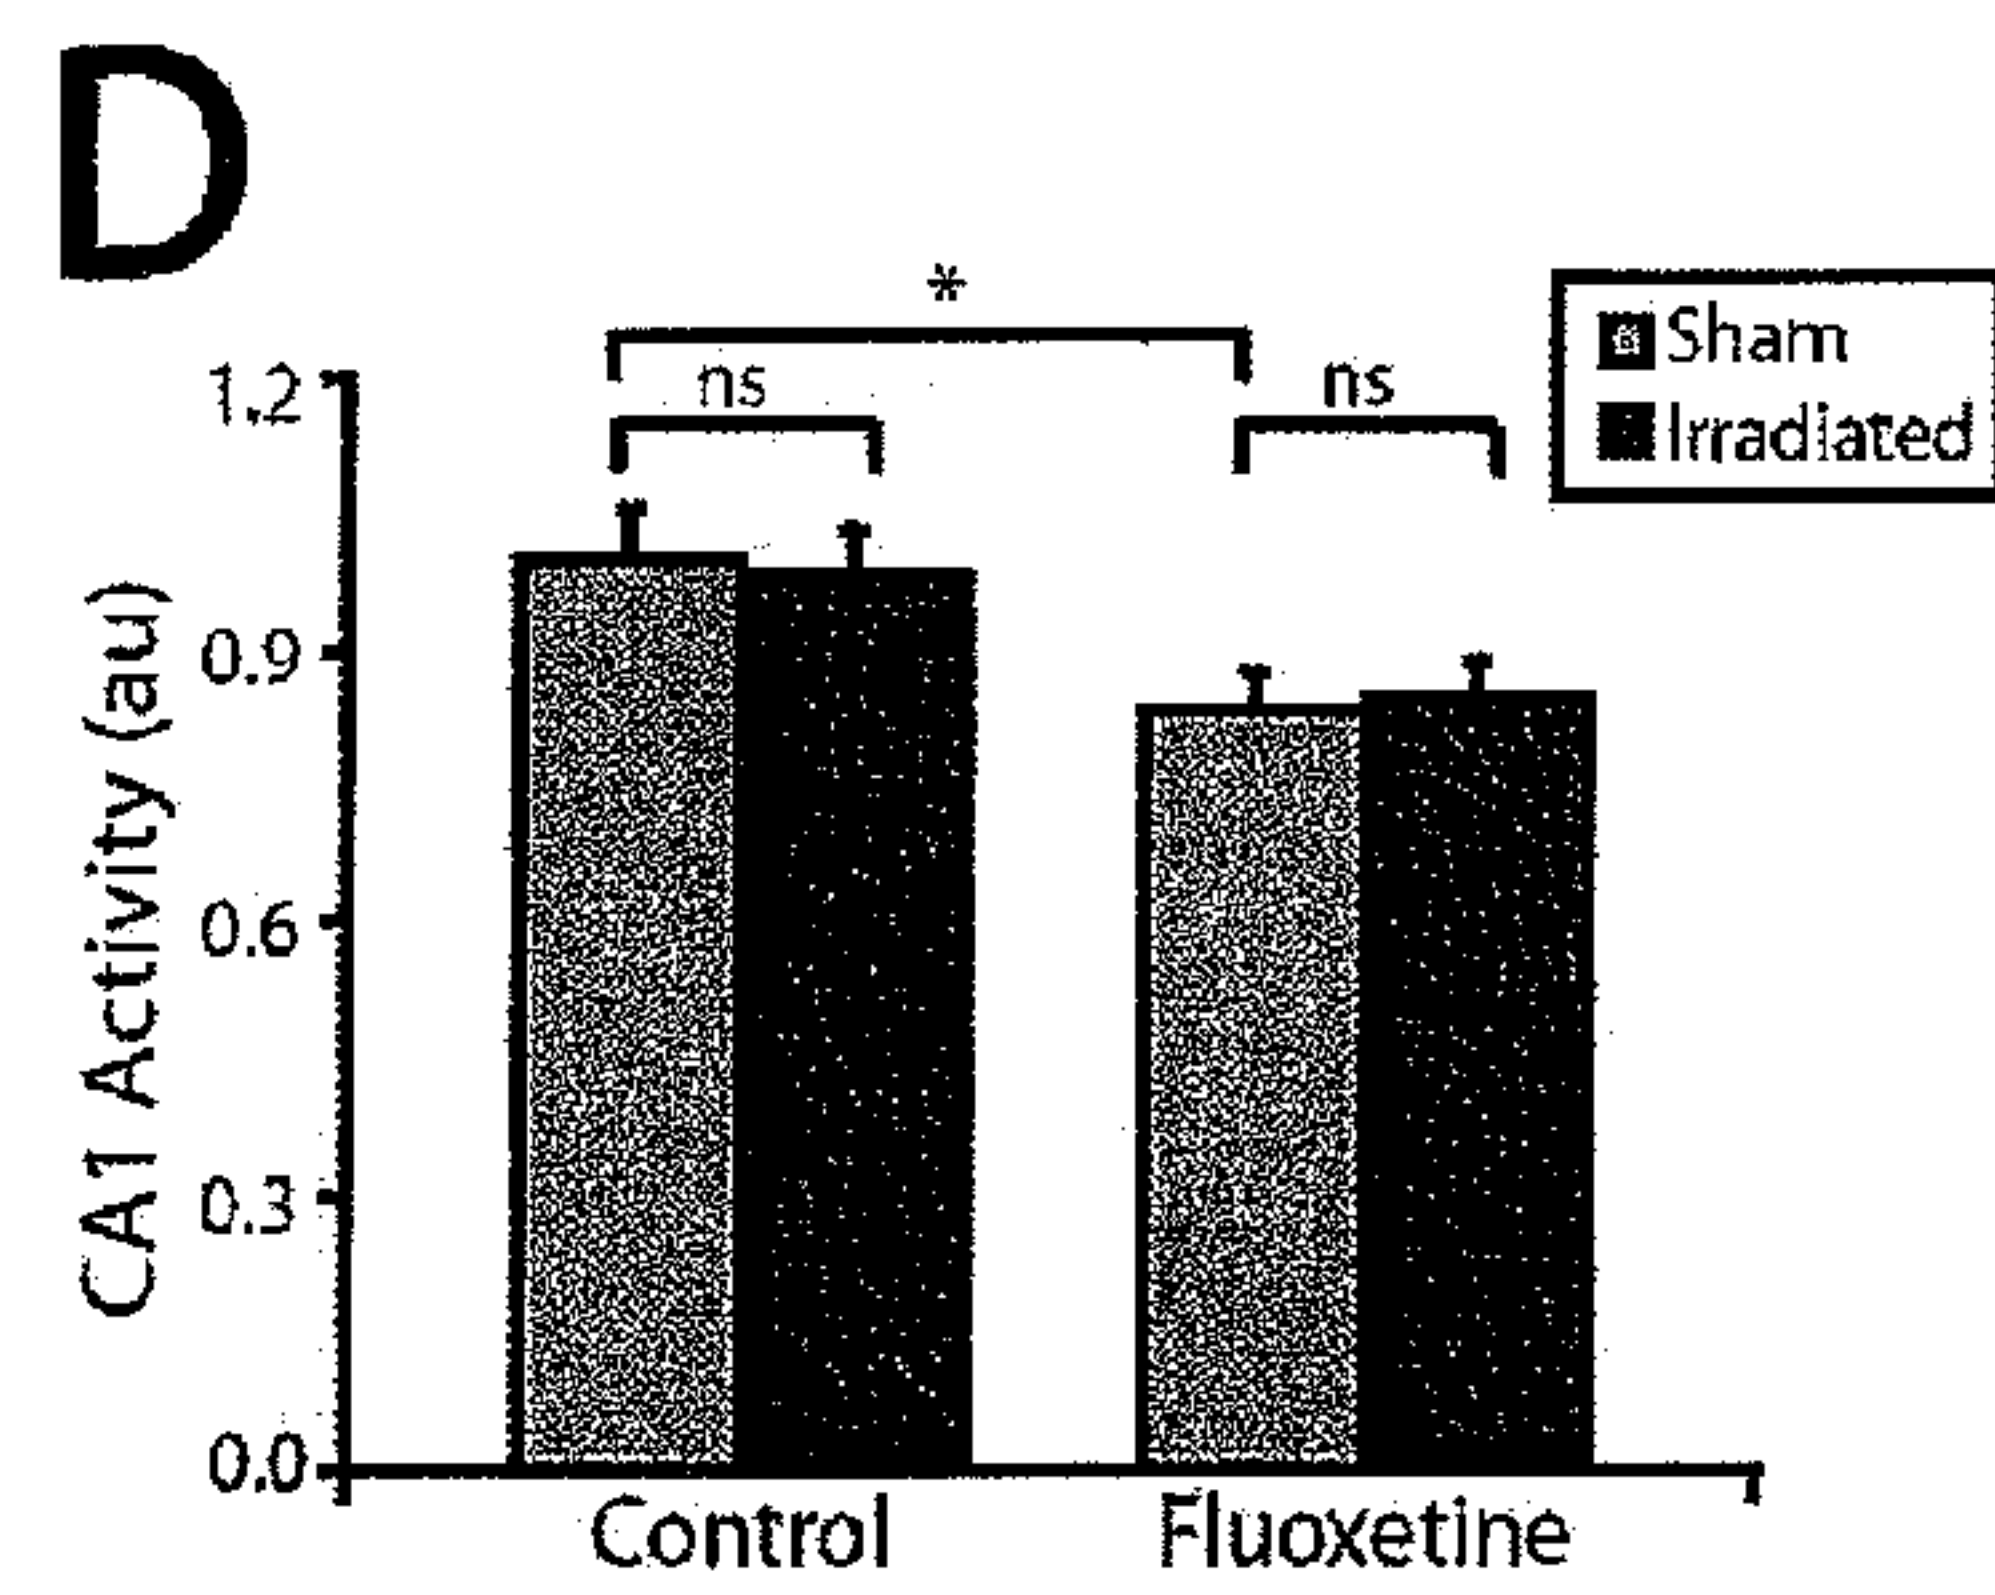 D
*
ns
ns
Sham
Irradiated
1.2
0.9
0.6
0.3
0.0
CA1 Activity (au)
Control
Fluoxetine